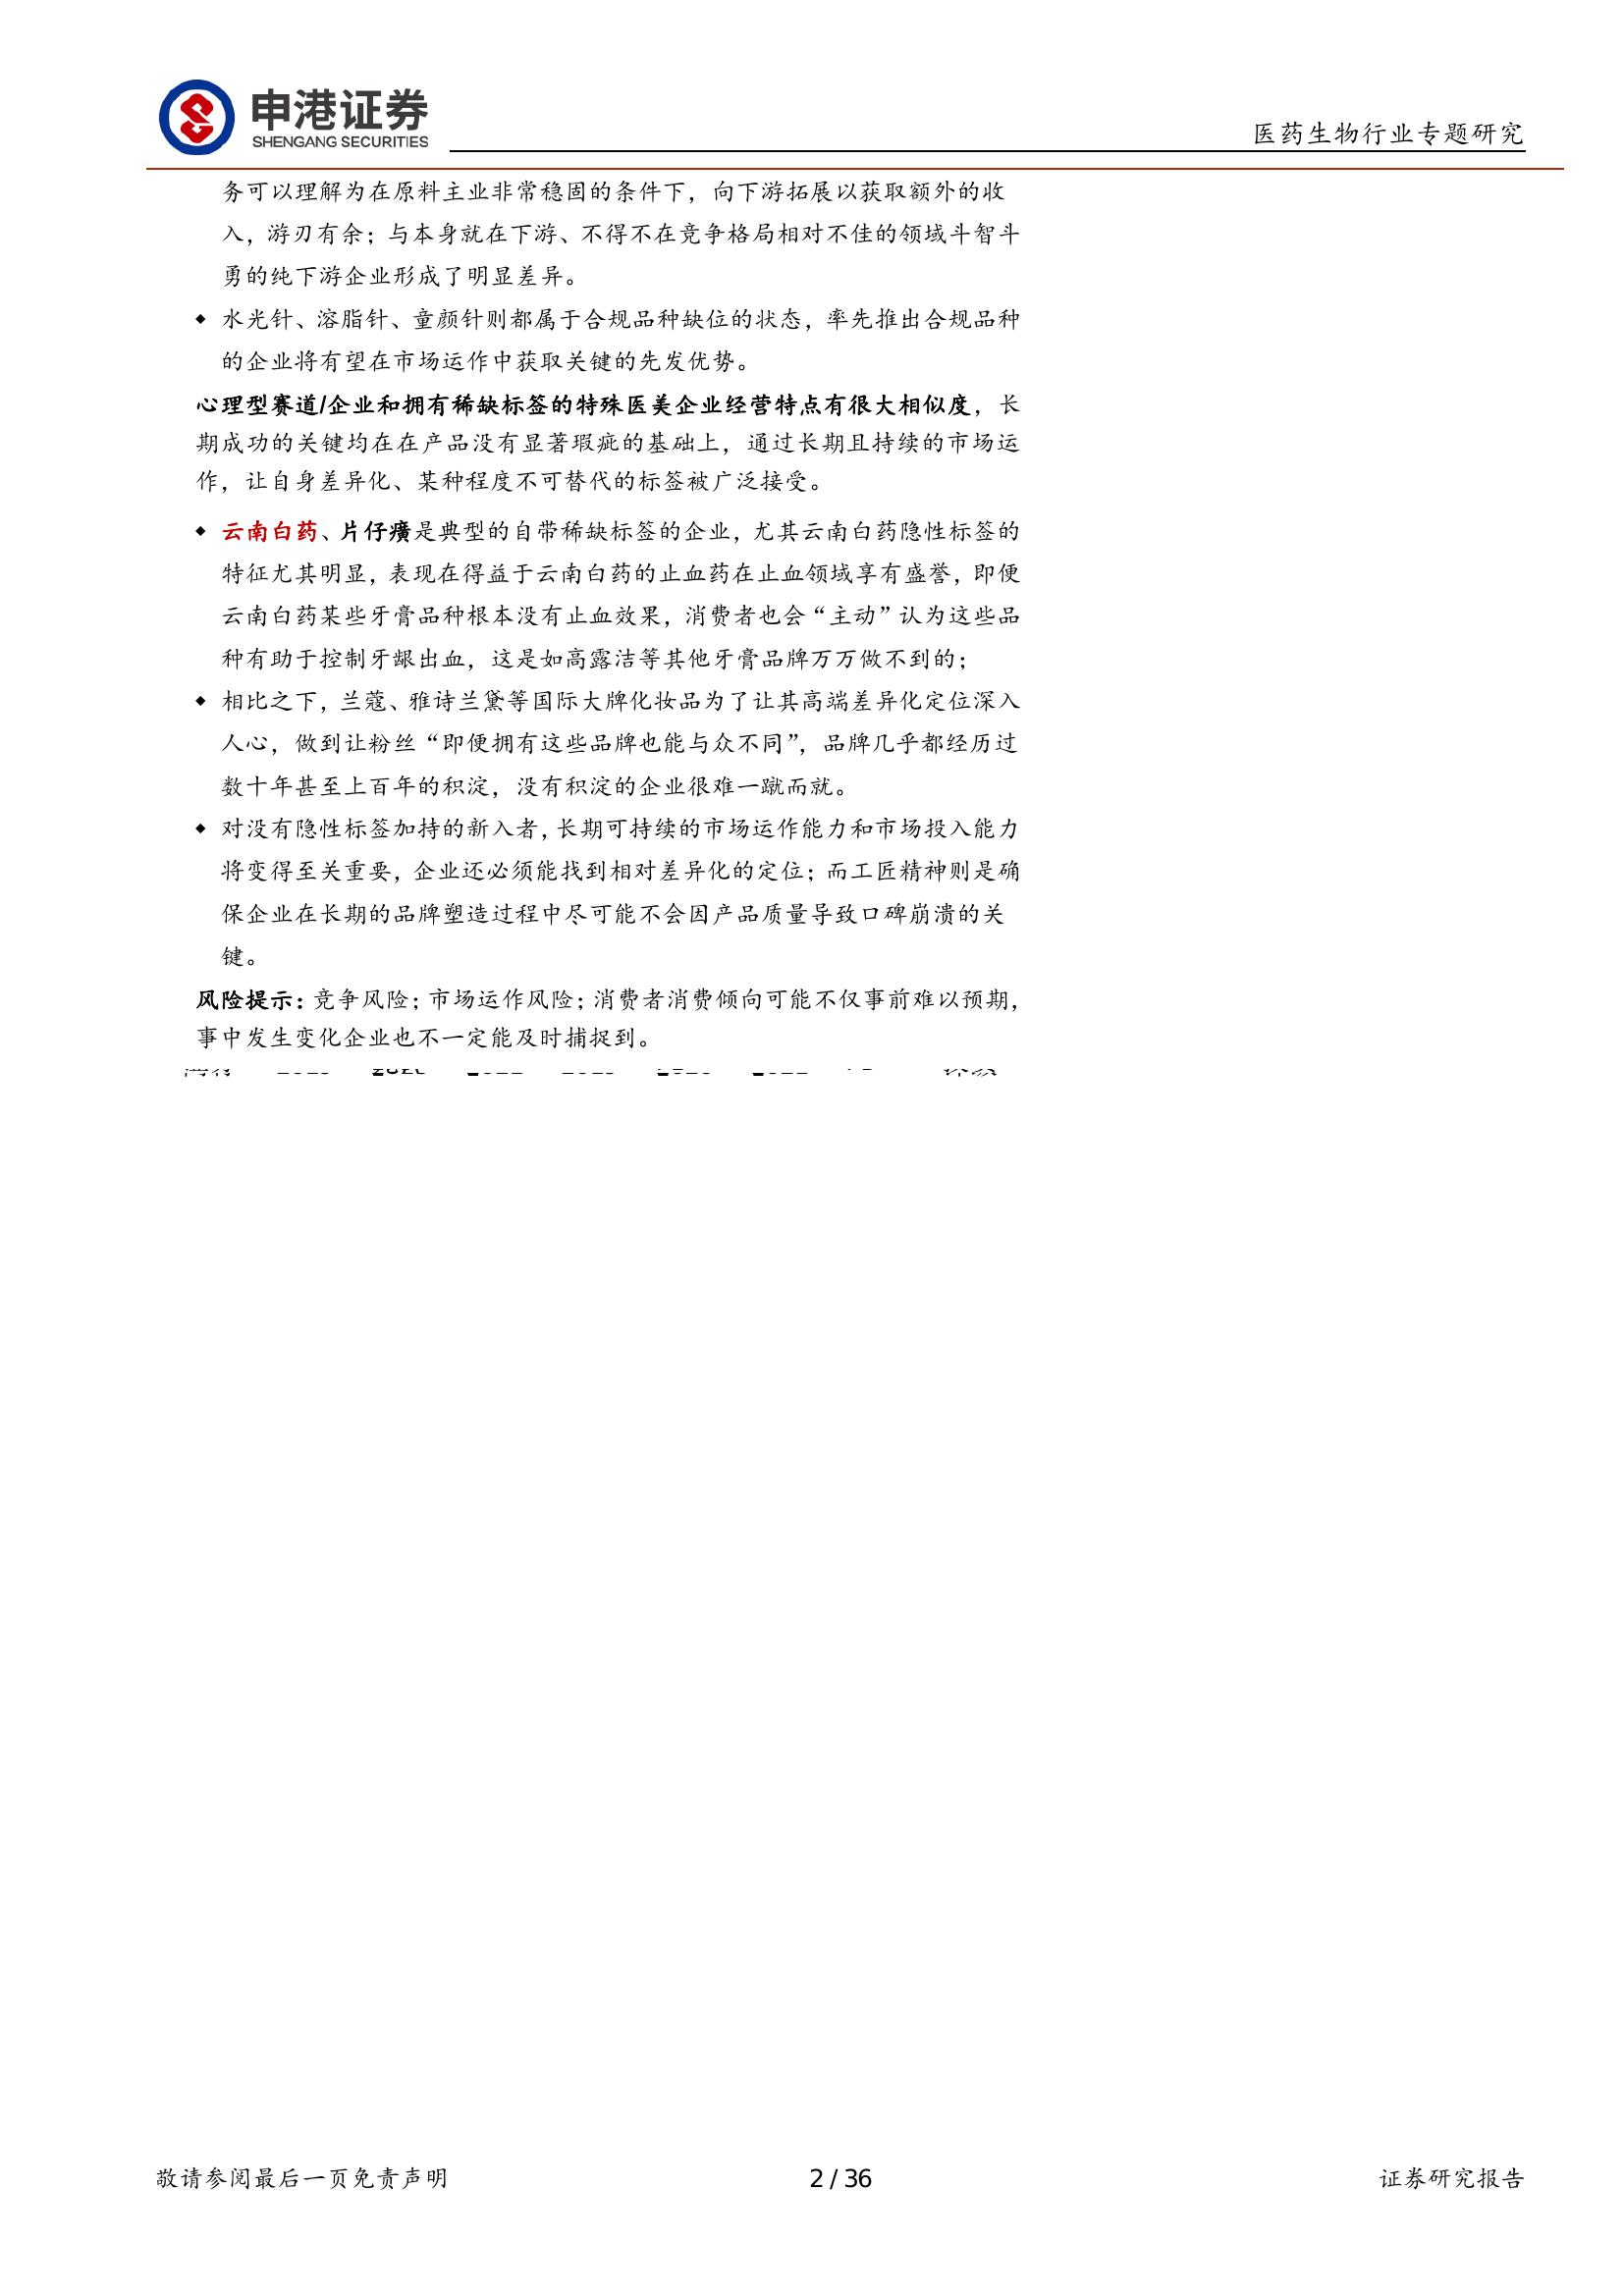 申港证券
SHENGANG SECURITIES
医药生物行业专题研究
务可以理解为在原料主业非常稳固的条件下，向下游拓展以获取额外的收
入，游刃有余；与本身就在下游、不得不在竞争格局相对不佳的领域斗智斗
勇的纯下游企业形成了明显差异。
◆ 水光针、溶脂针、童颜针则都属于合规品种缺位的状态，率先推出合规品种
的企业将有望在市场运作中获取关键的先发优势。
心理型赛道/企业和拥有稀缺标签的特殊医美企业经营特点有很大相似度，长
期成功的关键均在在产品没有显著瑕疵的基础上，通过长期且持续的市场运
作，让自身差异化、某种程度不可替代的标签被广泛接受。
◆ 云南白药、片仔癀是典型的自带稀缺标签的企业，尤其云南白药隐性标签的
特征尤其明显，表现在得益于云南白药的止血药在止血领域享有盛誉，即便
云南白药某些牙膏品种根本没有止血效果，消费者也会“主动”认为这些品
种有助于控制牙龈出血，这是如高露洁等其他牙膏品牌万万做不到的；
◆ 相比之下，兰蔻、雅诗兰黛等国际大牌化妆品为了让其高端差异化定位深入
人心，做到让粉丝“即便拥有这些品牌也能与众不同”，品牌几乎都经历过
数十年甚至上百年的积淀，没有积淀的企业很难一蹴而就。
◆ 对没有隐性标签加持的新入者，长期可持续的市场运作能力和市场投入能力
将变得至关重要，企业还必须能找到相对差异化的定位；而工匠精神则是确
保企业在长期的品牌塑造过程中尽可能不会因产品质量导致口碑崩溃的关
键。
风险提示：竞争风险；市场运作风险；消费者消费倾向可能不仅事前难以预期，
事中发生变化企业也不一定能及时捕捉到。
敬请参阅最后一页免责声明
2 / 36
证券研究报告